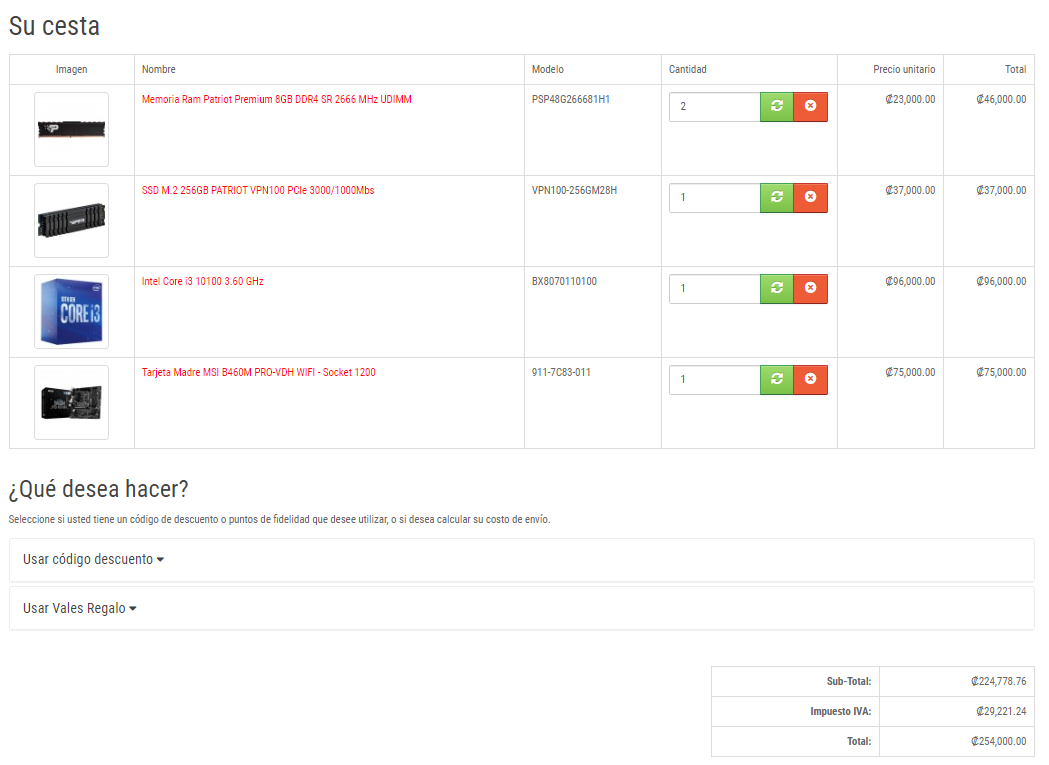 Su cesta
Imagen Nombre Modelo Cantidad Precio unitario Total
Memoria Ram Patriot Premium 8GB DDR4 SR 2666 MHz UDIMM PSP48G266681H1 2 ₡23,000.00 ₡46,000.00
SSD M.2 256GB PATRIOT VPN100 PCIe 3000/1000Mbs VPN100-256GM28H 1 ₡37,000.00 ₡37,000.00
Intel Core i3 10100 3.60 GHz BX8070110100 1 ₡96,000.00 ₡96,000.00
CORE i3
Tarjeta Madre MSI B460M PRO-VDH WIFI - Socket 1200 911-7C83-011 1 ₡75,000.00 ₡75,000.00
¿Qué desea hacer?
Seleccione si usted tiene un código de descuento o puntos de fidelidad que desee utilizar, o si desea calcular su costo de envío.
Usar código descuento
Usar Vales Regalo
Sub-Total: ₡224,778.76
Impuesto IVA: ₡29,221.24
Total: ₡254,000.00